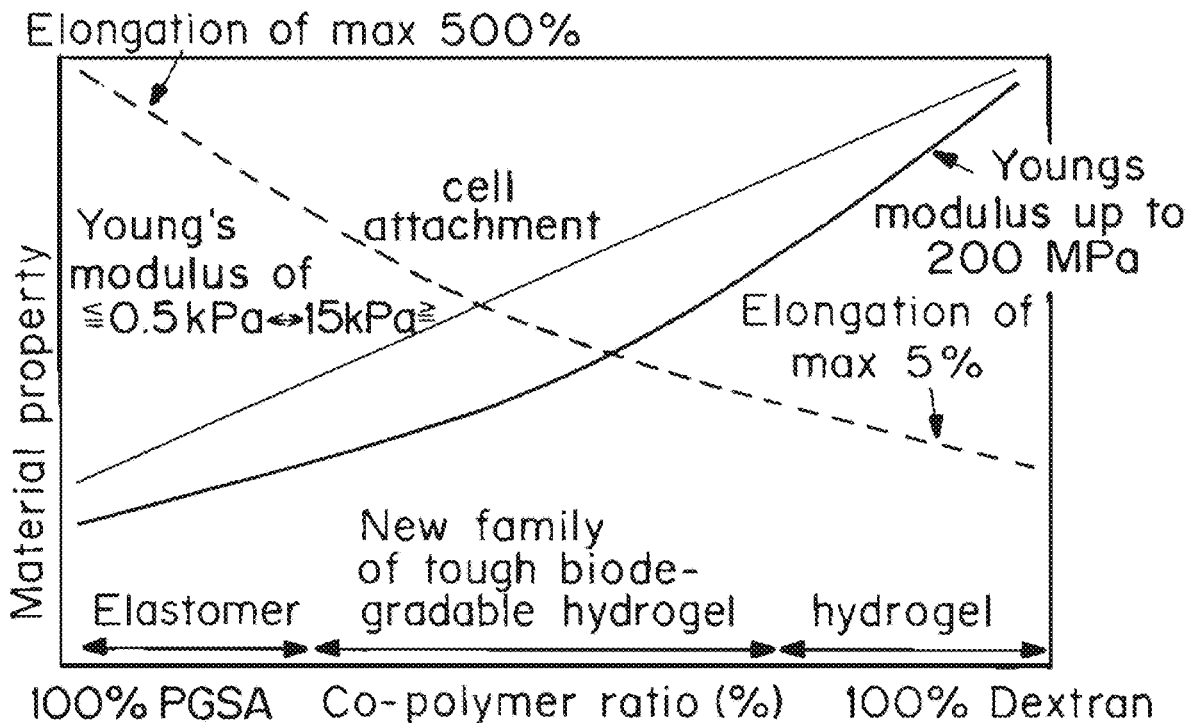 Elongation of max 500%
cell
attachment
Young's
modulus of
≦0.5kPa↔15kPa≧
Youngs
modulus up to
200 MPa
Elongation of
max 5%
Material property
New family
of tough biode-
gradable hydrogel
Elastomer
hydrogel
100% PGSA
Co-polymer ratio (%)
100% Dextran